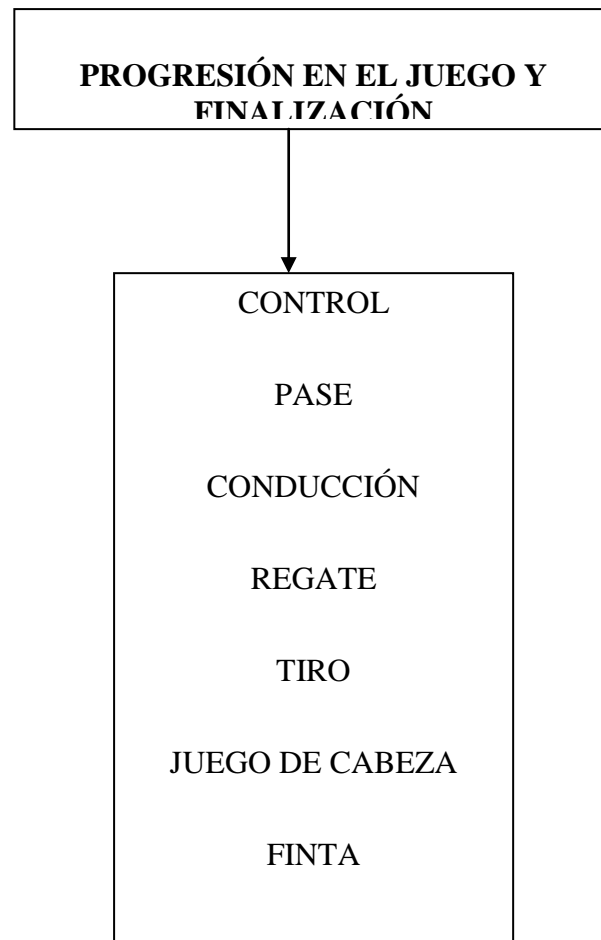 PROGRESIÓN EN EL JUEGO Y
FINALIZACIÓN
CONTROL
PASE
CONDUCCIÓN
REGATE
TIRO
JUEGO DE CABEZA
FINTA